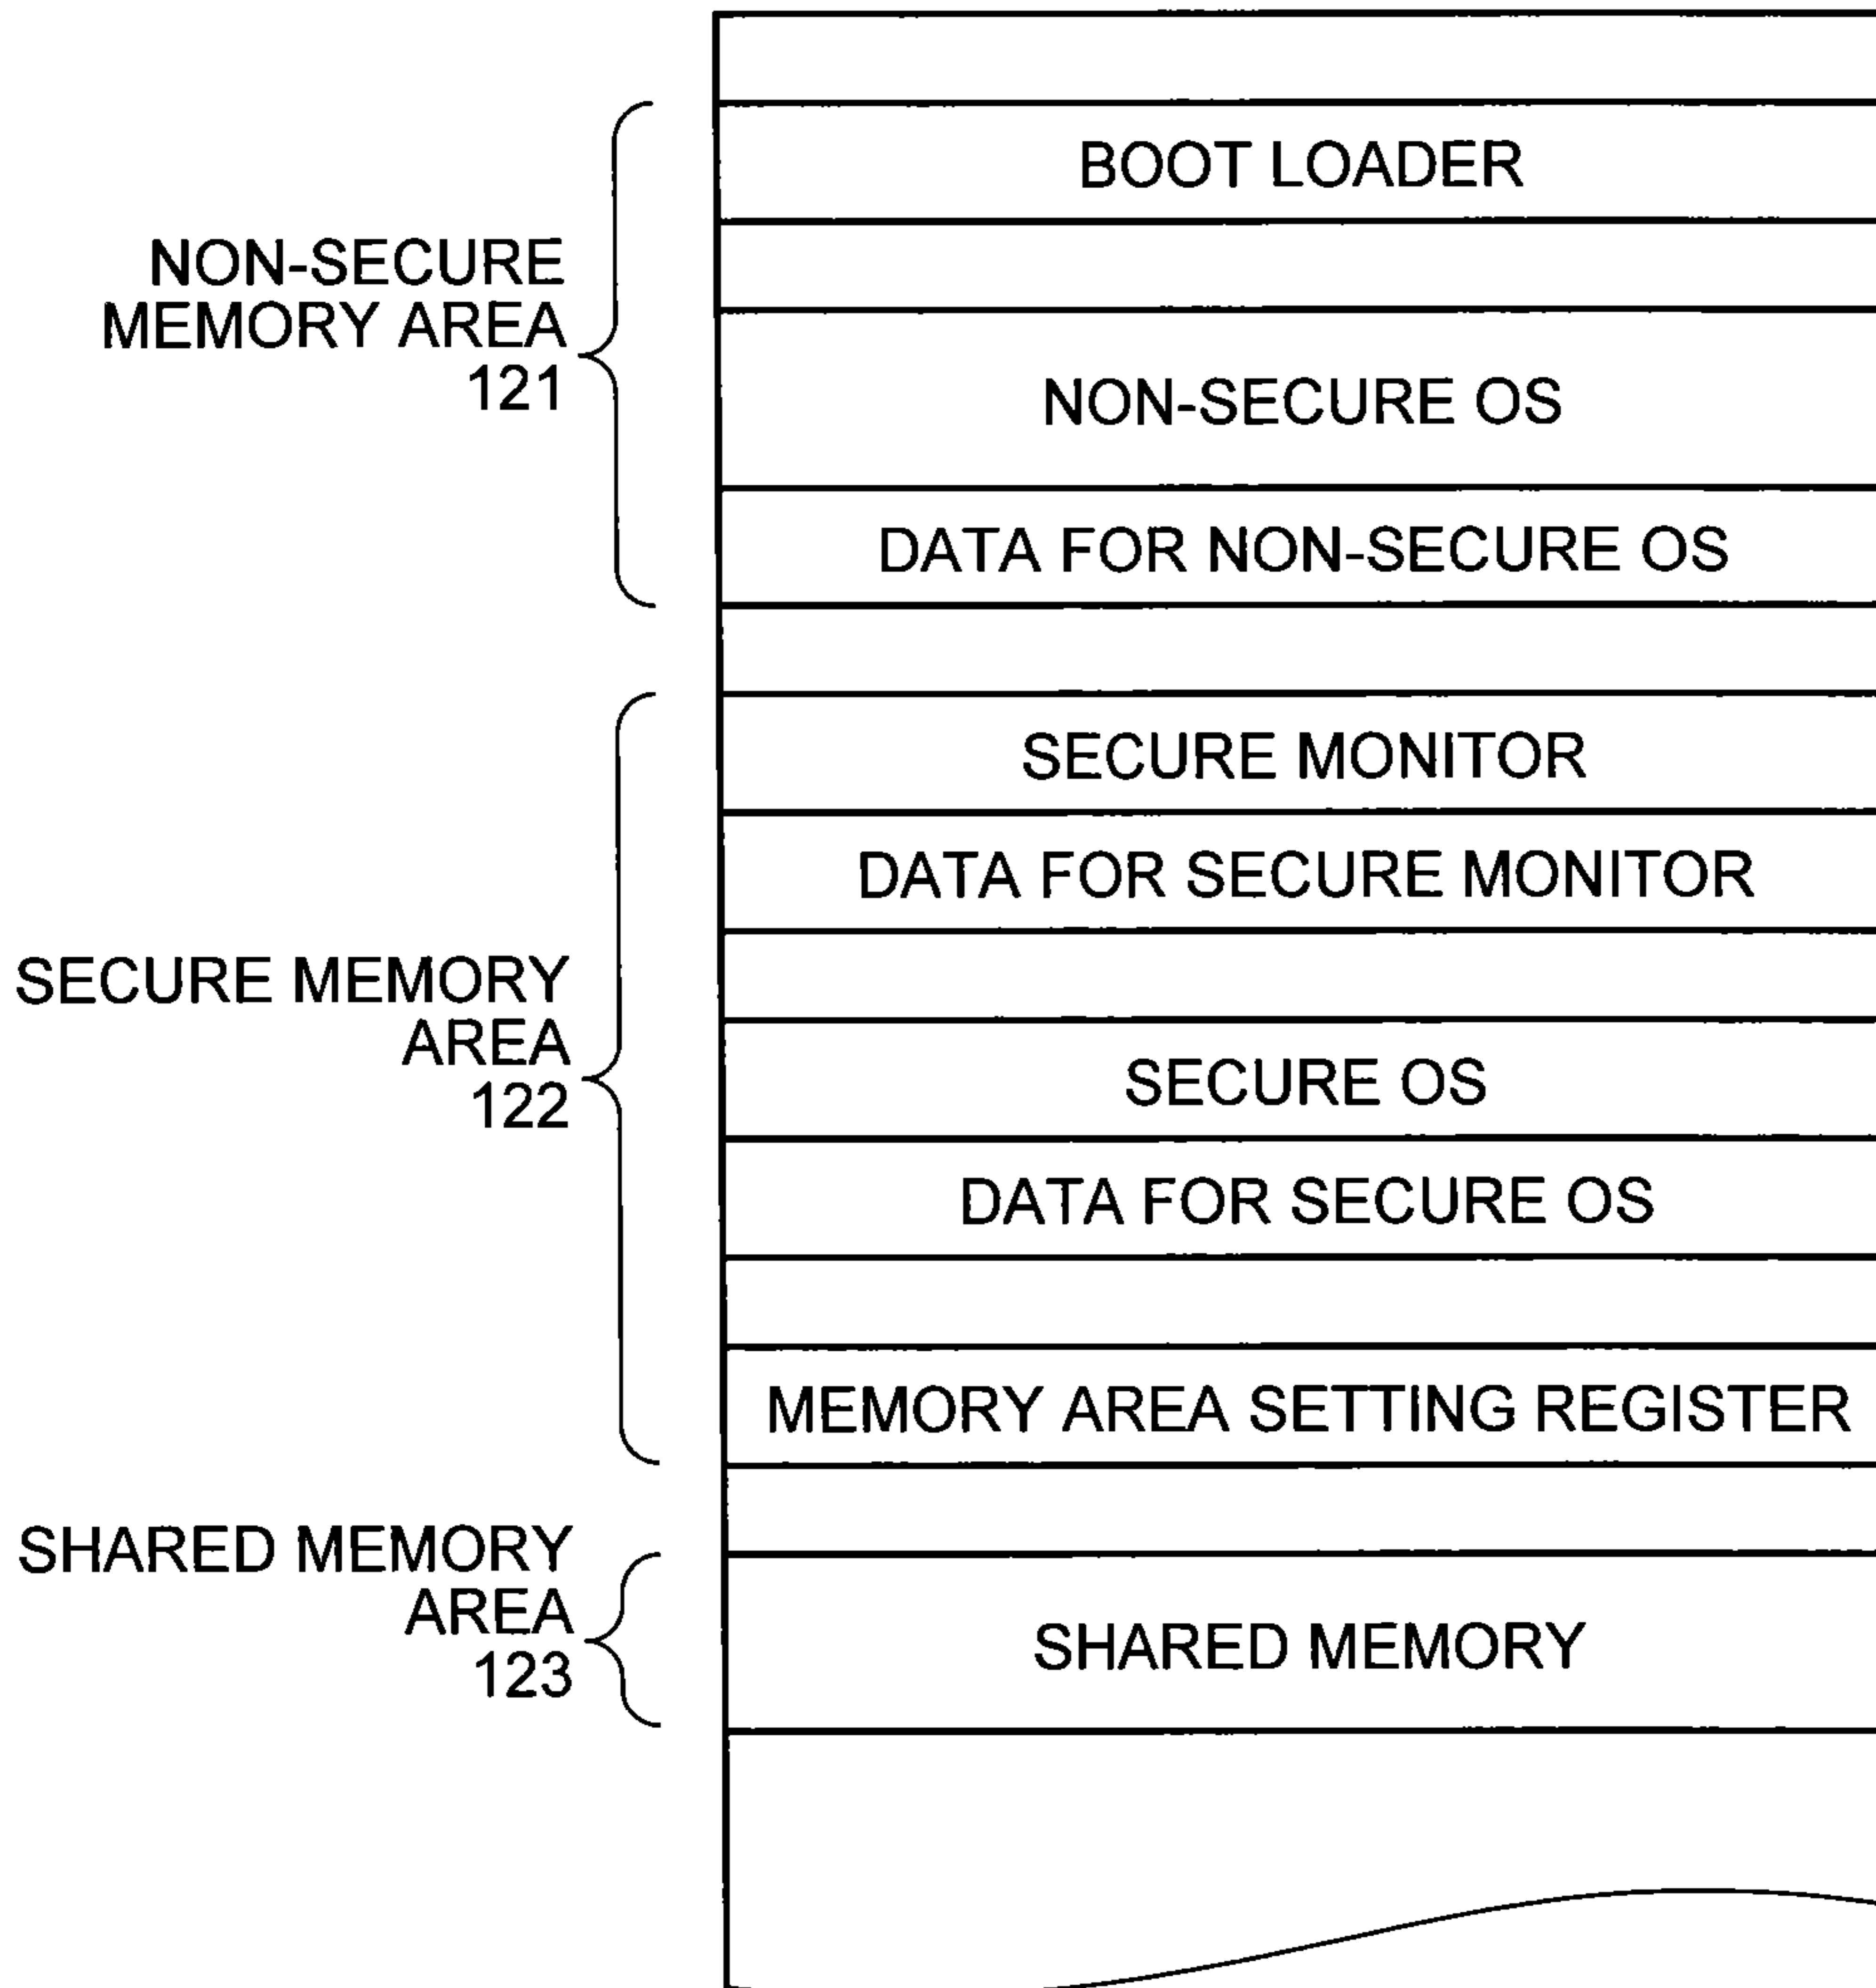 BOOT LOADER
NON-SECURE
MEMORY AREA
121
NON-SECURE OS
DATA FOR NON-SECURE OS
SECURE MONITOR
DATA FOR SECURE MONITOR
SECURE MEMORY
AREA
122
SECURE OS
DATA FOR SECURE OS
MEMORY AREA SETTING REGISTER
SHARED MEMORY
AREA
123
SHARED MEMORY